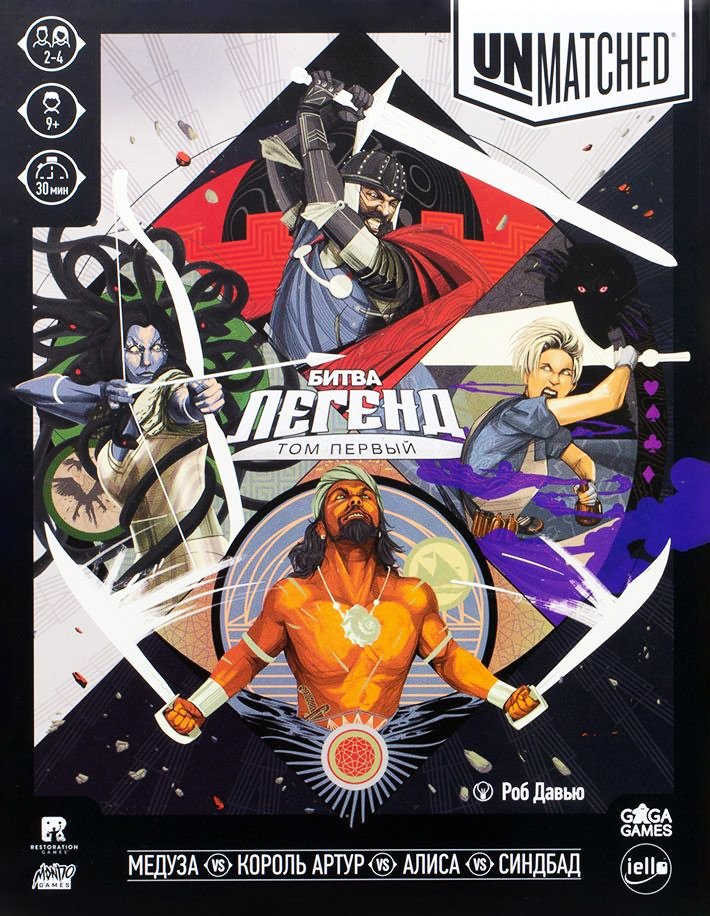 2–4
9+
30 мин
UNMATCHED®
БИТВА
ЛЕГЕНД
ТОМ ПЕРВЫЙ
Роб Давью
RESTORATION
GAMES
MONDO
GAMES
GAGA
GAMES
iello
МЕДУЗА VS КОРОЛЬ АРТУР VS АЛИСА VS СИНДБАД